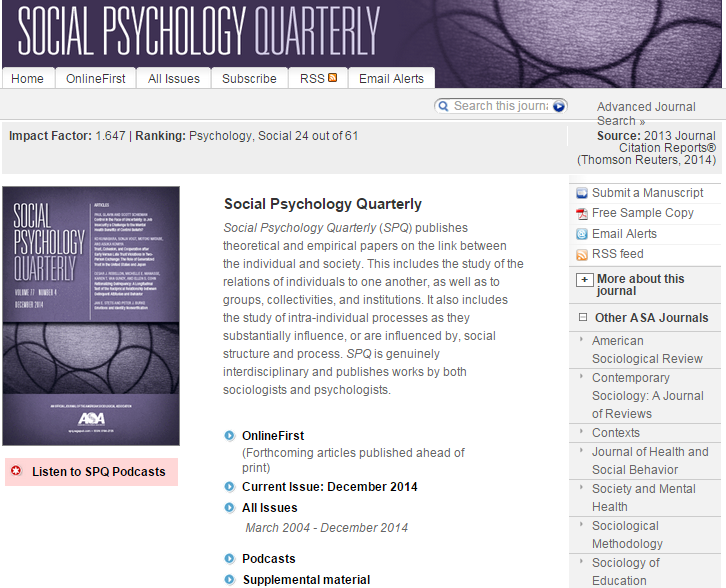 SOCIAL PSYCHOLOGY QUARTERLY
Home
OnlineFirst
All Issues
Subscribe
RSS
Email Alerts
Search this journa
Advanced Journal
Search »
Impact Factor: 1.647 | Ranking: Psychology, Social 24 out of 61
Source: 2013 Journal
Citation Reports®
(Thomson Reuters, 2014)
SOCIAL
PSYCHOLOGY
QUARTERLY
VOLUME 77 NUMBER 4
DECEMBER 2014
ARTICLES
ASA
Listen to SPQ Podcasts
Social Psychology Quarterly
Social Psychology Quarterly (SPQ) publishes
theoretical and empirical papers on the link between
the individual and society. This includes the study of the
relations of individuals to one another, as well as to
groups, collectivities, and institutions. It also includes
the study of intra-individual processes as they
substantially influence, or are influenced by, social
structure and process. SPQ is genuinely
interdisciplinary and publishes works by both
sociologists and psychologists.
OnlineFirst
(Forthcoming articles published ahead of
print)
Current Issue: December 2014
All Issues
March 2004 - December 2014
Podcasts
Supplemental material
Submit a Manuscript
Free Sample Copy
Email Alerts
RSS feed
More about this
journal
Other ASA Journals
American
Sociological Review
Contemporary
Sociology: A Journal
of Reviews
Contexts
Journal of Health and
Social Behavior
Society and Mental
Health
Sociological
Methodology
Sociology of
Education